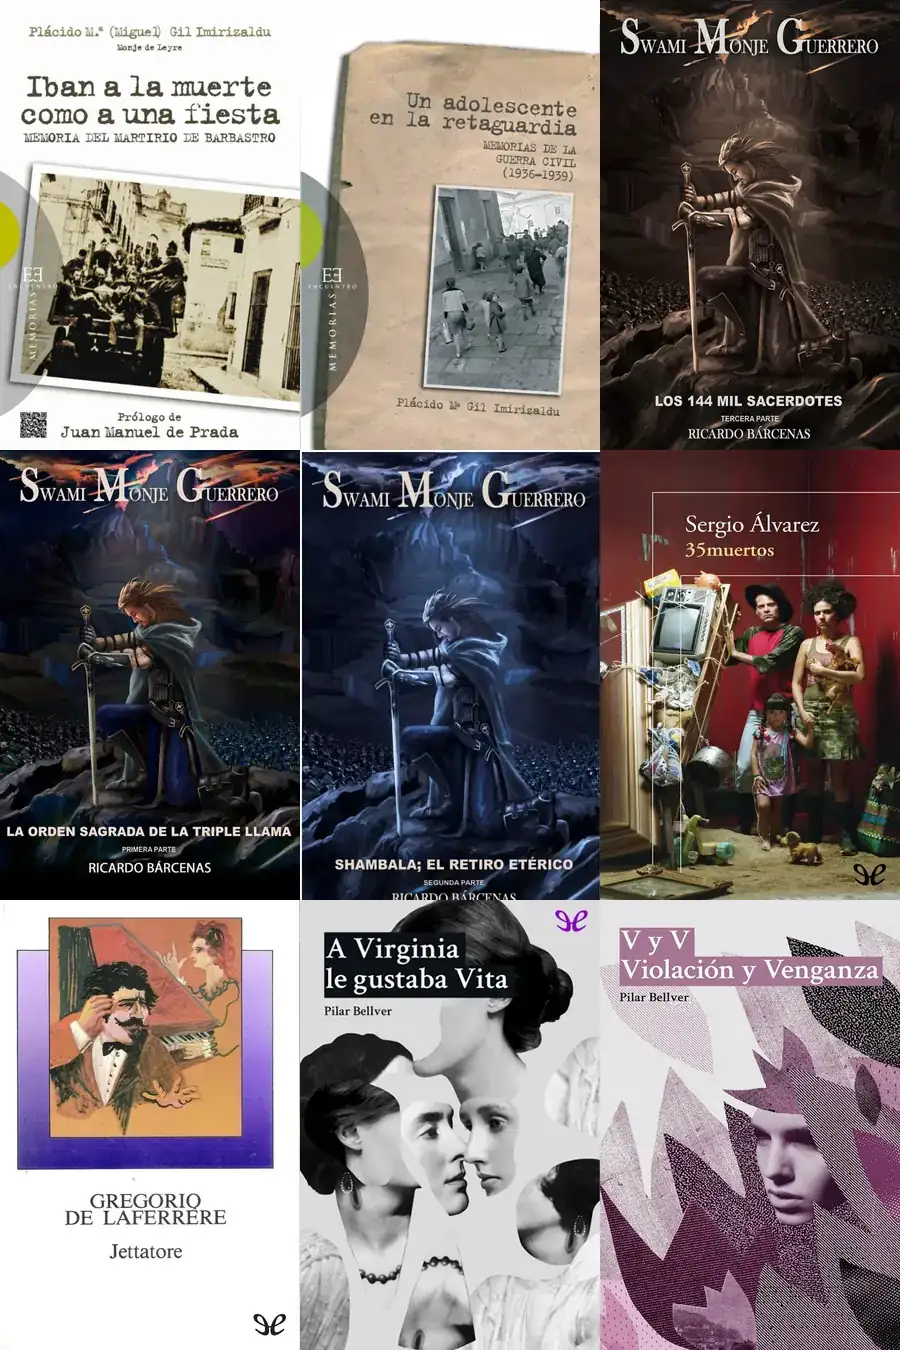 Plácido M.ª (Miguel) Gil Imirizaldu
Monje de Leyre
Iban a la muerte
como a una fiesta
MEMORIA DEL MARTIRIO DE BARBASTRO
EE
ENCUENTRO
MEMORIAS
Prólogo de
Juan Manuel de Prada
Un adolescente
en la retaguardia
MEMORIAS DE LA
GUERRA CIVIL
(1936-1939)
EE
ENCUENTRO
MEMORIAS
Plácido Mª Gil Imirizaldu
SWAMI MONJE GUERRERO
LOS 144 MIL SACERDOTES
TERCERA PARTE
RICARDO BÁRCENAS
SWAMI MONJE GUERRERO
LA ORDEN SAGRADA DE LA TRIPLE LLAMA
PRIMERA PARTE
RICARDO BÁRCENAS
SWAMI MONJE GUERRERO
SHAMBALA; EL RETIRO ETÉRICO
SEGUNDA PARTE
RICARDO BÁRCENAS
Sergio Álvarez
35muertos
GREGORIO
DE LAFERRÈRE
Jettatore
A Virginia
le gustaba Vita
Pilar Bellver
V y V
Violación y Venganza
Pilar Bellver